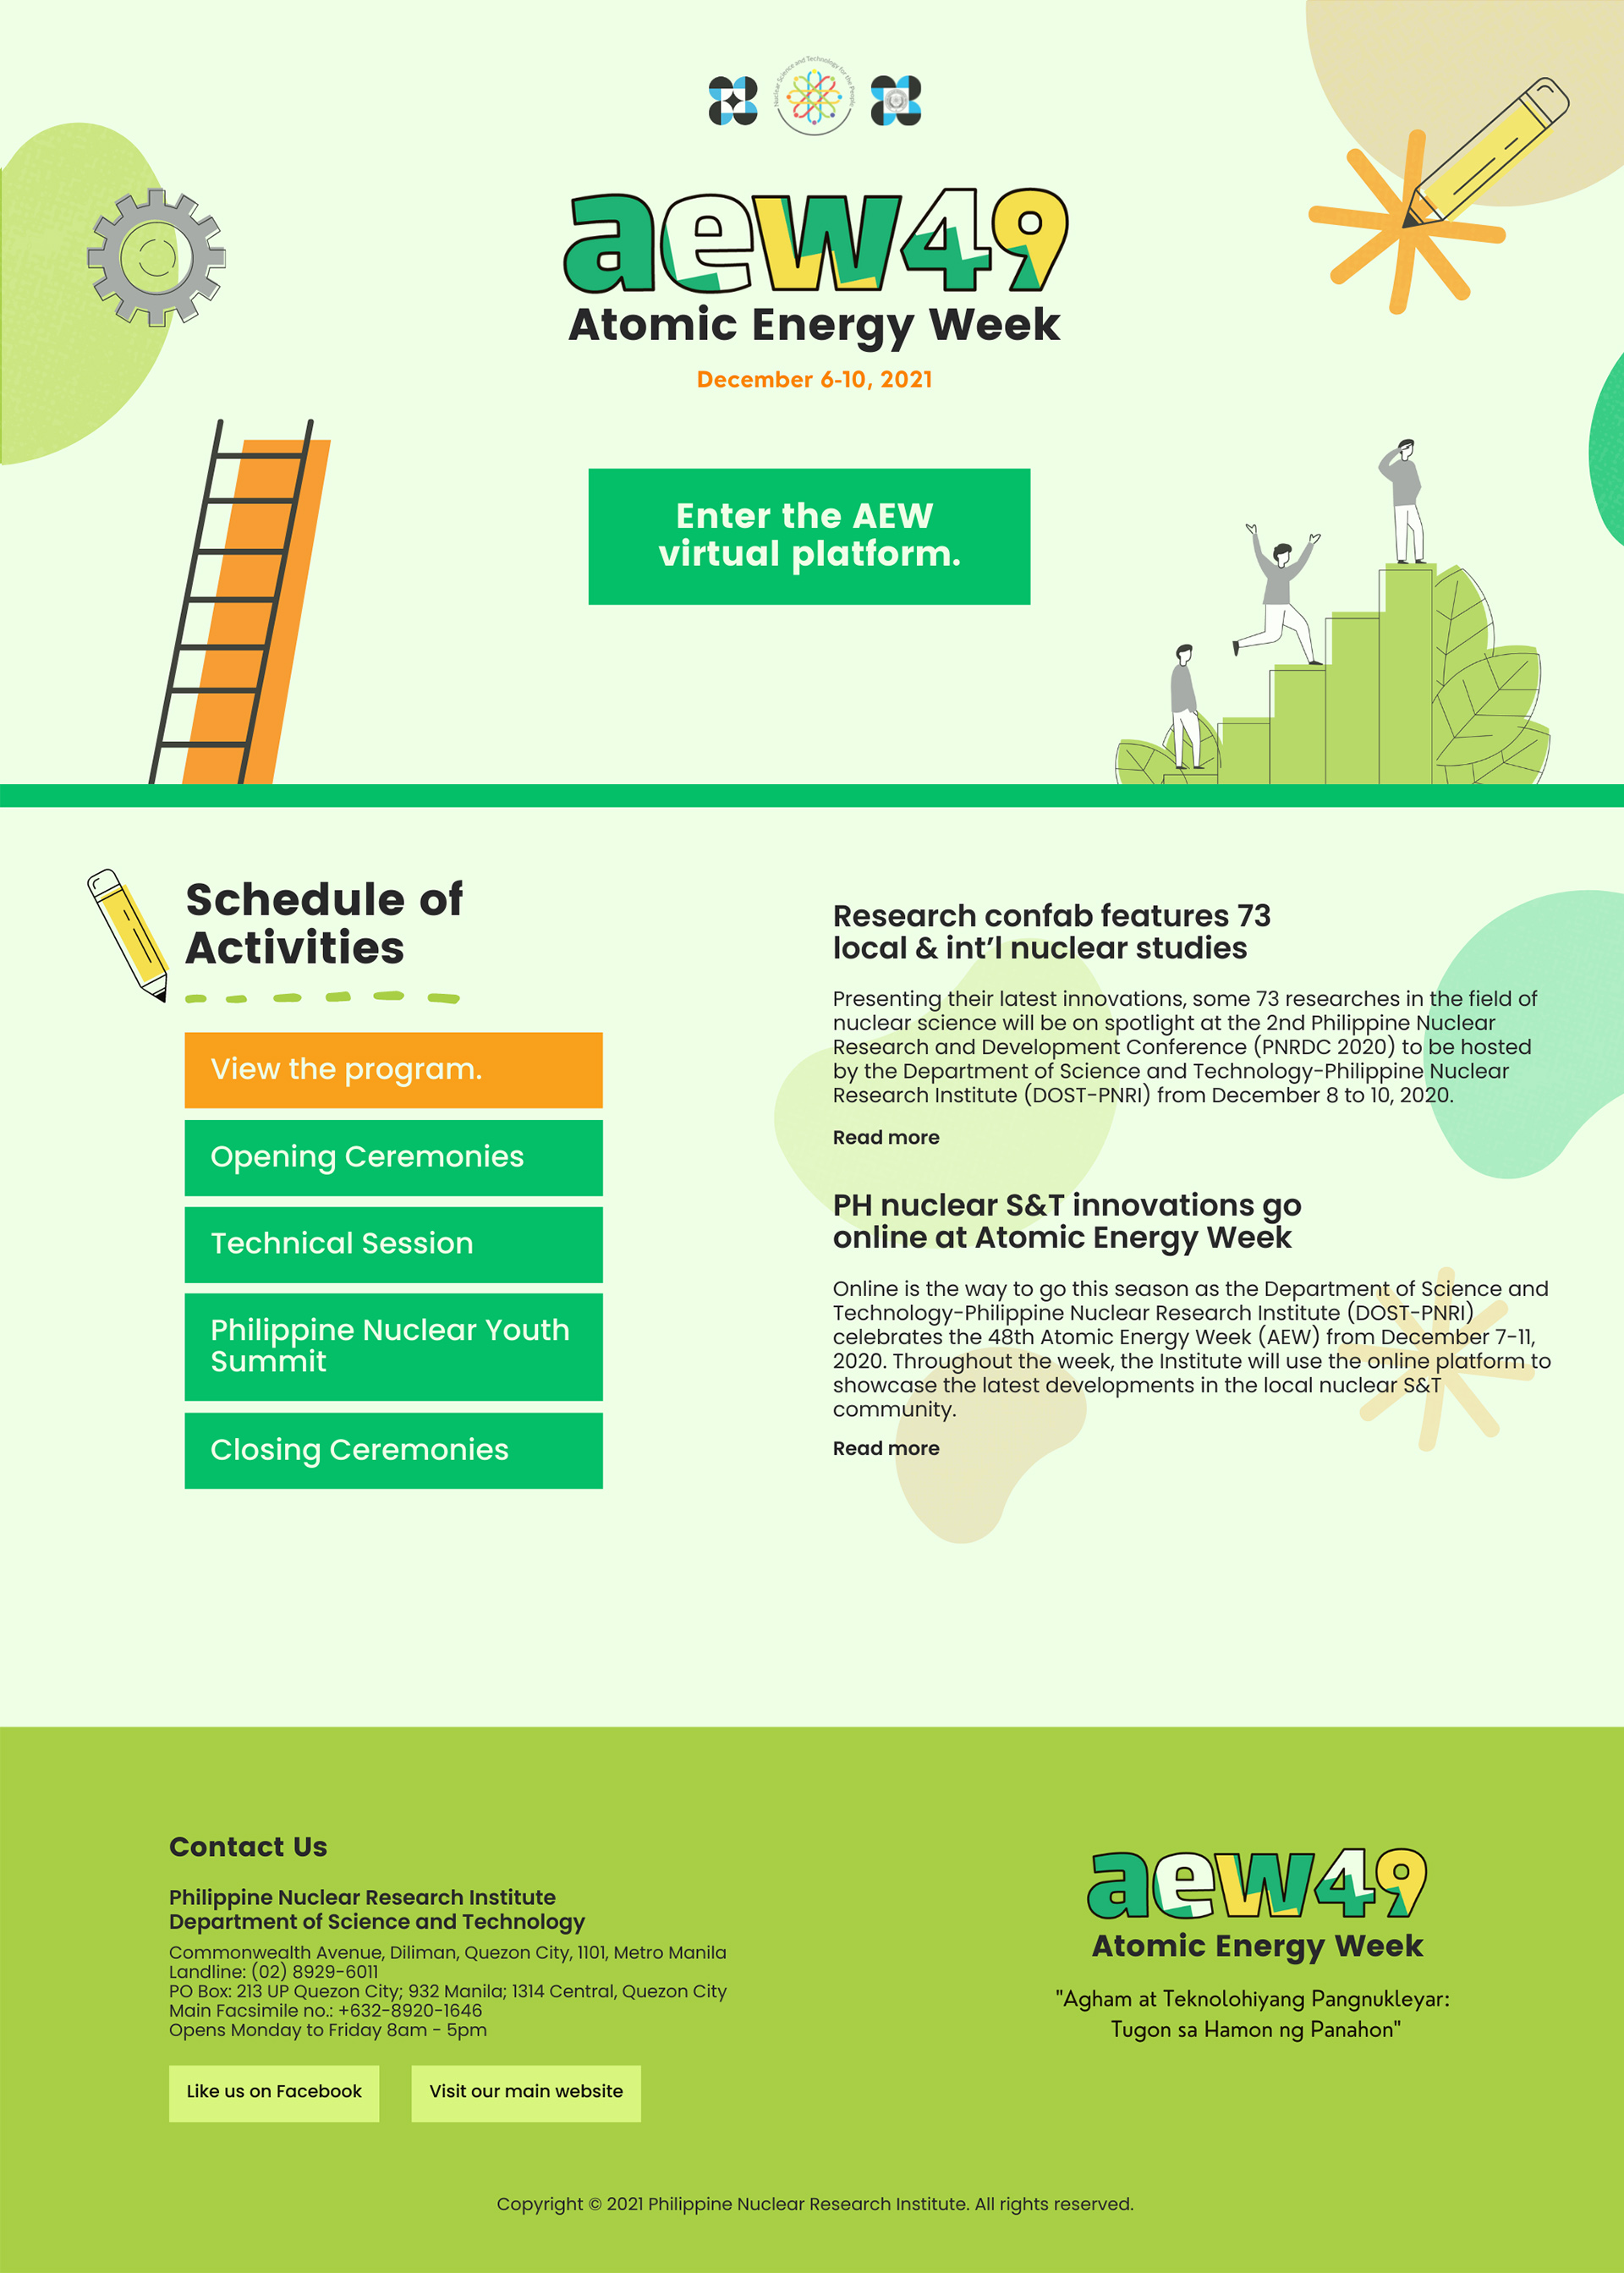 Nuclear Science and Technology for the People
aew49
Atomic Energy Week
December 6-10, 2021
Enter the AEW
virtual platform.
Schedule of
Activities
View the program.
Opening Ceremonies
Technical Session
Philippine Nuclear Youth
Summit
Closing Ceremonies
Research confab features 73
local & int’l nuclear studies
Presenting their latest innovations, some 73 researches in the field of
nuclear science will be on spotlight at the 2nd Philippine Nuclear
Research and Development Conference (PNRDC 2020) to be hosted
by the Department of Science and Technology-Philippine Nuclear
Research Institute (DOST-PNRI) from December 8 to 10, 2020.
Read more
PH nuclear S&T innovations go
online at Atomic Energy Week
Online is the way to go this season as the Department of Science and
Technology-Philippine Nuclear Research Institute (DOST-PNRI)
celebrates the 48th Atomic Energy Week (AEW) from December 7-11,
2020. Throughout the week, the Institute will use the online platform to
showcase the latest developments in the local nuclear S&T
community.
Read more
Contact Us
Philippine Nuclear Research Institute
Department of Science and Technology
Commonwealth Avenue, Diliman, Quezon City, 1101, Metro Manila
Landline: (02) 8929-6011
PO Box: 213 UP Quezon City; 932 Manila; 1314 Central, Quezon City
Main Facsimile no.: +632-8920-1646
Opens Monday to Friday 8am - 5pm
Like us on Facebook
Visit our main website
aew49
Atomic Energy Week
"Agham at Teknolohiyang Pangnukleyar:
Tugon sa Hamon ng Panahon"
Copyright © 2021 Philippine Nuclear Research Institute. All rights reserved.